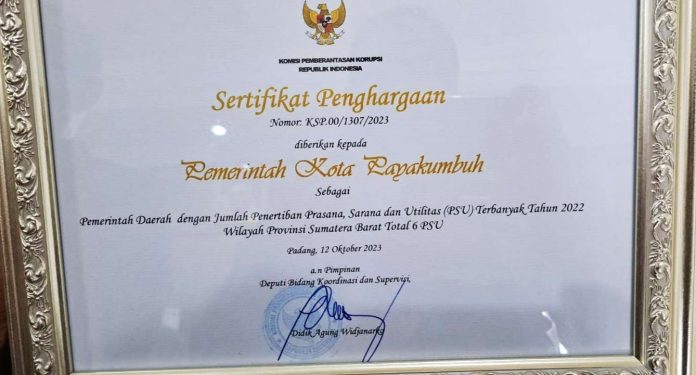 KOMISI PEMBERANTASAN KORUPSI
REPUBLIK INDONESIA
Sertifikat Penghargaan
Nomor: KSP.00/1307/2023
diberikan kepada
Pemerintah Kota Payakumbuh
Sebagai
Pemerintah Daerah dengan Jumlah Penertiban Prasana, Sarana dan Utilitas (PSU) Terbanyak Tahun 2022
Wilayah Provinsi Sumatera Barat Total 6 PSU
Padang, 12 Oktober 2023
a.n Pimpinan
Deputi Bidang Koordinasi dan Supervisi,
Didik Agung Widjanarko